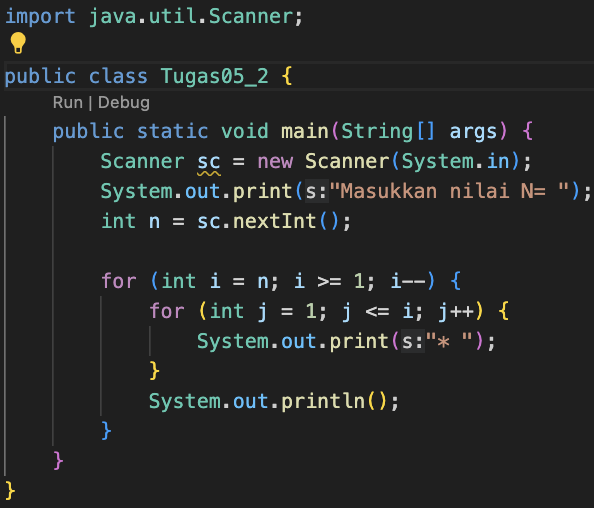 import java.util.Scanner;
public class Tugas05_2 {
Run | Debug
public static void main(String[] args) {
Scanner sc = new Scanner(System.in);
System.out.print(s:"Masukkan nilai N= ");
int n = sc.nextInt();
for (int i = n; i >= 1; i--) {
for (int j = 1; j <= i; j++) {
System.out.print(s:"* ");
}
System.out.println();
}
}
}